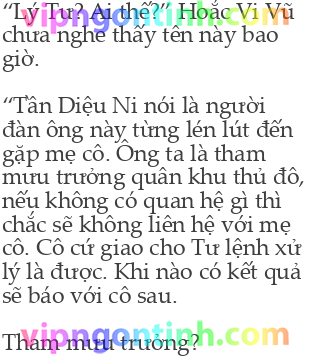 “Lý Tư? Ai thế?” Hoắc Vi Vũ
chưa nghe thấy tên này bao
giờ.
“Tần Diệu Ni nói là người
đàn ông này từng lén lút đến
gặp mẹ cô. Ông ta là tham
mưu trưởng quân khu thủ đô,
nếu không có quan hệ gì thì
chắc sẽ không liên hệ với mẹ
cô. Cô cứ giao cho Tư lệnh xử
lý là được. Khi nào có kết quả
sẽ báo với cô sau.
Tham mưu trưởng?
vipngontinh.com
vipngontinh.com
vipngontinh.com